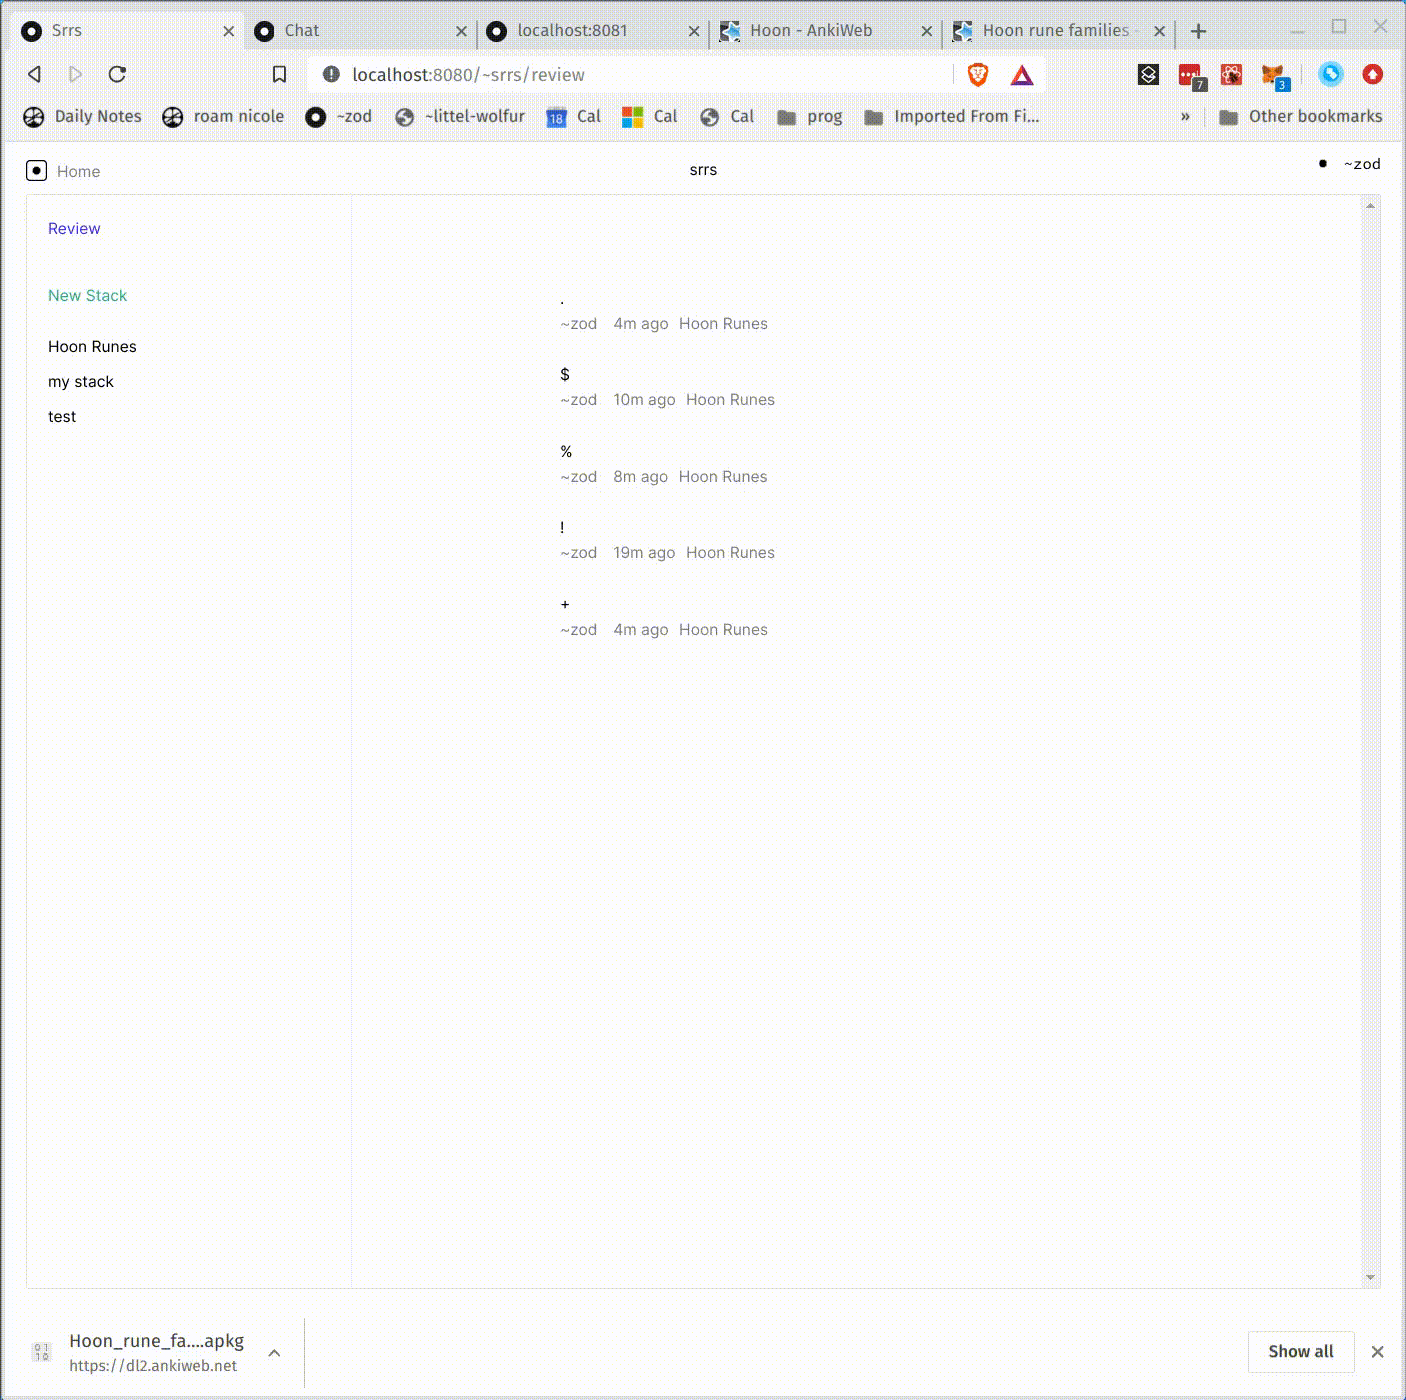 Srrs
Chat
localhost:8081
Hoon - AnkiWeb
Hoon rune families -
localhost:8080/~srrs/review
7
3
Daily Notes
roam nicole
~zod
~littel-wolfur
18
Cal
Cal
Cal
prog
Imported From Fi...
»
Other bookmarks
Home
srrs
~zod
Review
New Stack
Hoon Runes
my stack
test
.
~zod 4m ago Hoon Runes
$
~zod 10m ago Hoon Runes
%
~zod 8m ago Hoon Runes
!
~zod 19m ago Hoon Runes
+
~zod 4m ago Hoon Runes
Hoon_rune_fa....apkg
https://dl2.ankiweb.net
Show all